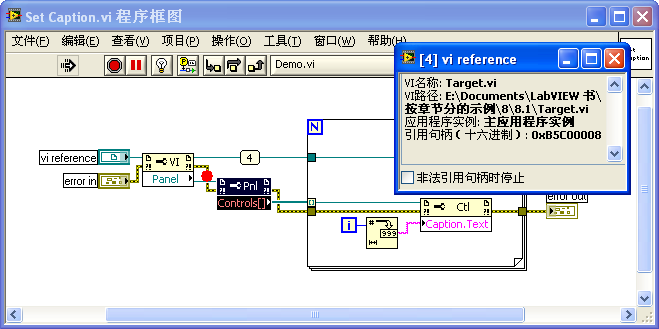 Set Caption.vi 程序框图
文件(F) 编辑(E) 查看(V) 项目(P) 操作(O) 工具(T) 窗口(W) 帮助(H)
Demo.vi
[4] vi reference
VI名称: Target.vi
VI路径: E:\Documents\LabVIEW 书\
按章节分的示例\8\8.1\Target.vi
应用程序实例: 主应用程序实例
引用句柄(十六进制): 0xB5C00008
非法引用句柄时停止
N
vi reference
VI
4
error in
Panel
Pnl
Controls[]
Ctl
Caption.Text
i
#
999
error out